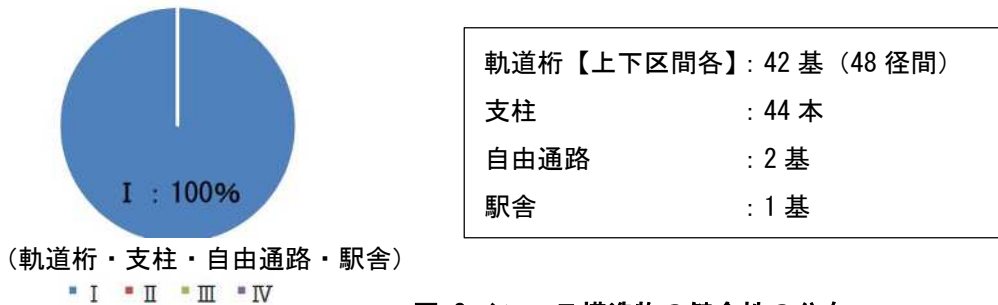 Ⅰ：100%
(軌道桁・支柱・自由通路・駅舎)
Ⅰ Ⅱ Ⅲ Ⅳ
軌道桁【上下区間各】：42 基（48 径間）
支柱 ：44 本
自由通路 ：2 基
駅舎 ：1 基
構造物の健全性の分布